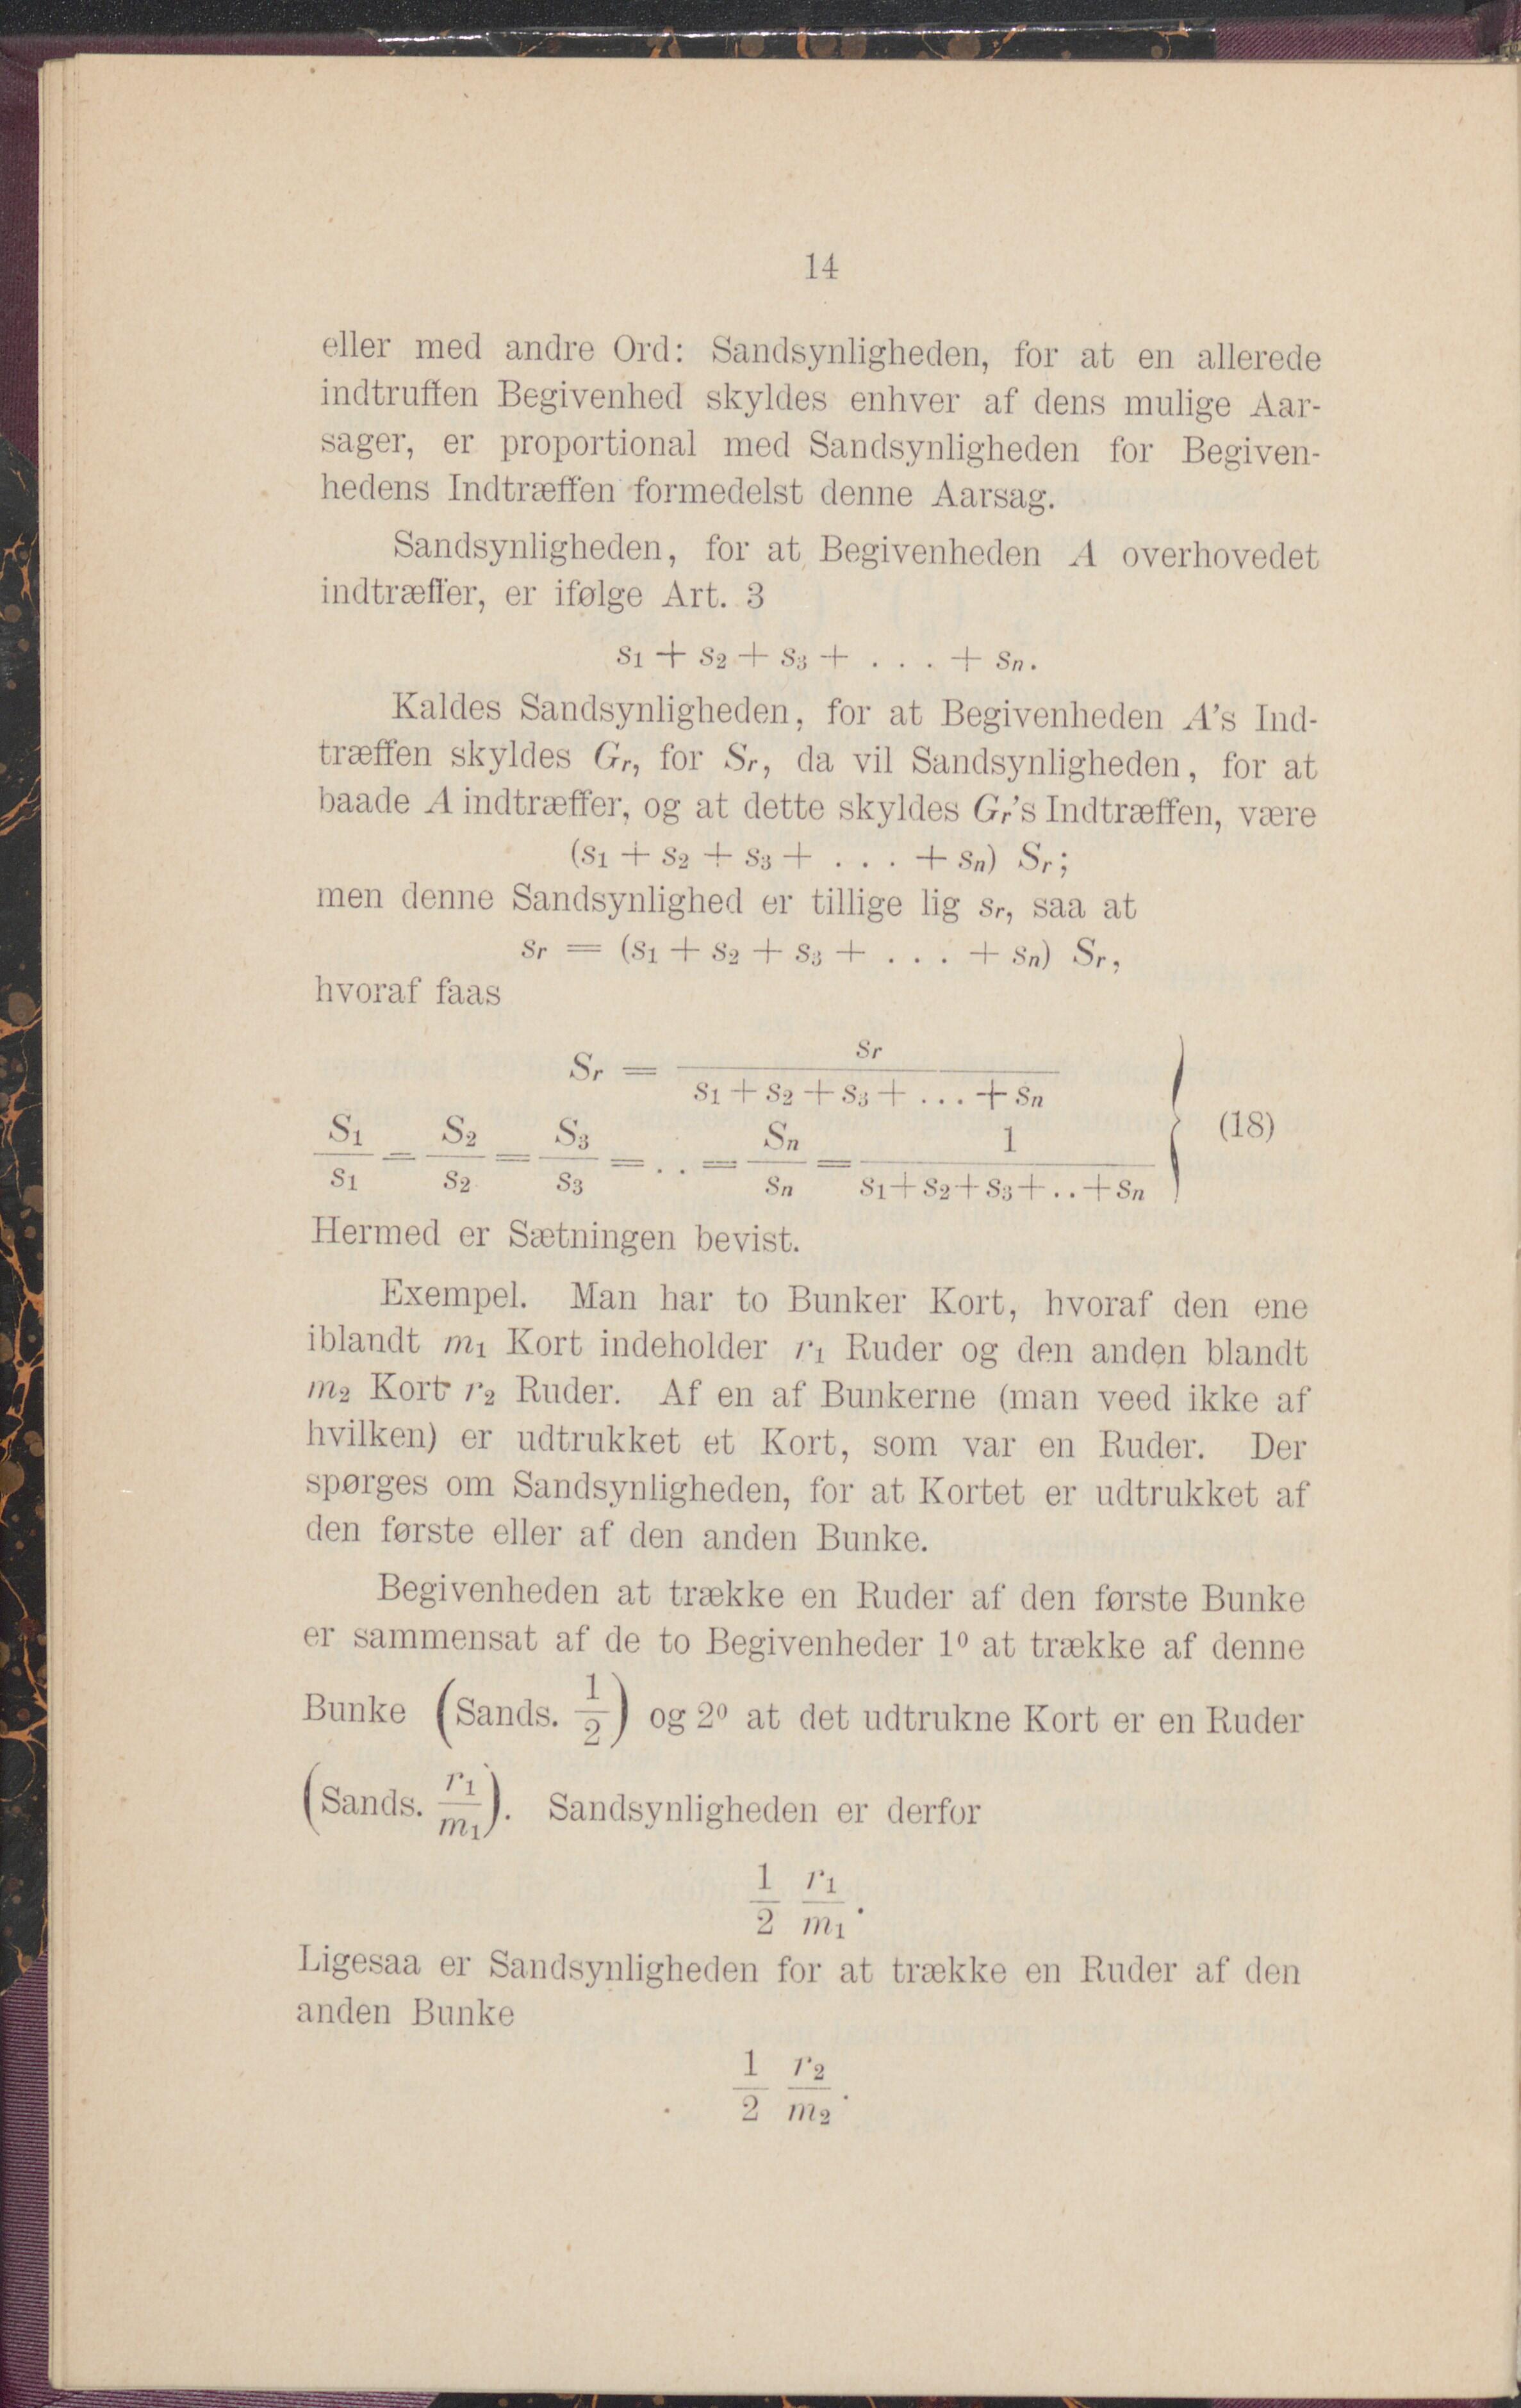 14
eller med andre Ord: Sandsynligheden, for at en allerede
indtruffen Begivenhed skyldes enhver af dens mulige Aar-
sager, er proportional med Sandsynligheden for Begiven-
hedens Indtræffen formedelst denne Aarsag.
Sandsynligheden, for at Begivenheden A overhovedet
indtræffer, er ifølge Art. 3
s₁ + s₂ + s₃ + . . . + sₙ.
Kaldes Sandsynligheden, for at Begivenheden A's Ind-
træffen skyldes Gᵣ, for Sᵣ, da vil Sandsynligheden, for at
baade A indtræffer, og at dette skyldes Gᵣ's Indtræffen, være
(s₁ + s₂ + s₃ + . . . + sₙ) Sᵣ;
men denne Sandsynlighed er tillige lig sᵣ, saa at
sᵣ = (s₁ + s₂ + s₃ + . . . + sₙ) Sᵣ,
hvoraf faas
Sᵣ = sᵣ / (s₁ + s₂ + s₃ + ... + sₙ)
S₁/s₁ = S₂/s₂ = S₃/s₃ = . . = Sₙ/sₙ = 1/(s₁ + s₂ + s₃ + .. + sₙ) } (18)
Hermed er Sætningen bevist.
Exempel. Man har to Bunker Kort, hvoraf den ene
iblandt m₁ Kort indeholder r₁ Ruder og den anden blandt
m₂ Kort r₂ Ruder. Af en af Bunkerne (man veed ikke af
hvilken) er udtrukket et Kort, som var en Ruder. Der
spørges om Sandsynligheden, for at Kortet er udtrukket af
den første eller af den anden Bunke.
Begivenheden at trække en Ruder af den første Bunke
er sammensat af de to Begivenheder 1⁰ at trække af denne
Bunke (Sands. 1/2) og 2⁰ at det udtrukne Kort er en Ruder
(Sands. r₁/m₁). Sandsynligheden er derfor
1/2 r₁/m₁.
Ligesaa er Sandsynligheden for at trække en Ruder af den
anden Bunke
1/2 r₂/m₂.